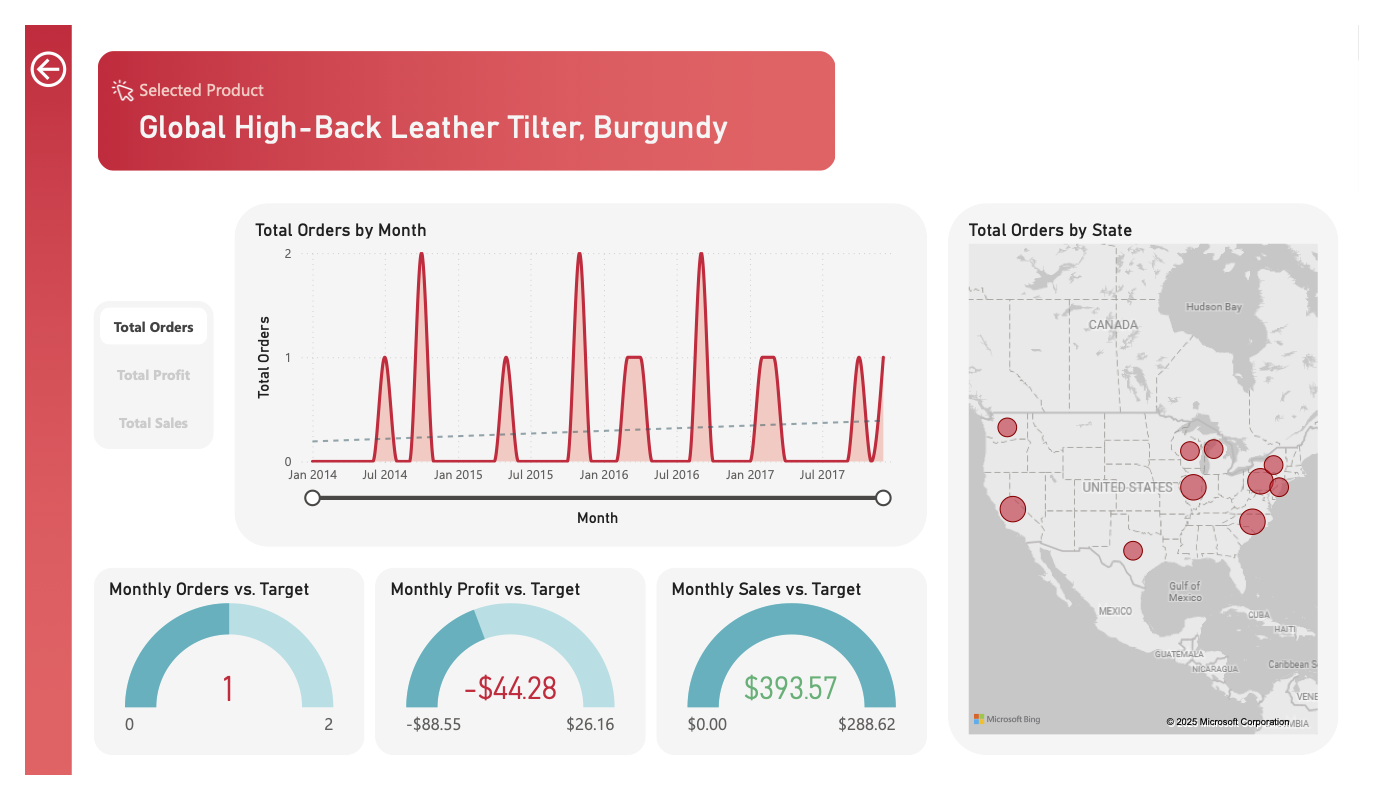 Selected Product
Global High-Back Leather Tilter, Burgundy
Total Orders
Total Profit
Total Sales
Total Orders by Month
Total Orders
2
1
0
Jan 2014 Jul 2014 Jan 2015 Jul 2015 Jan 2016 Jul 2016 Jan 2017 Jul 2017
Month
Total Orders by State
Hudson Bay
CANADA
UNITED STATES
Gulf of
Mexico
MEXICO
CUBA
HAITI
GUATEMALA
NICARAGUA
Caribbean S
VENE
MBIA
Microsoft Bing
© 2025 Microsoft Corporation
Monthly Orders vs. Target
1
0 2
Monthly Profit vs. Target
-$44.28
-$88.55 $26.16
Monthly Sales vs. Target
$393.57
$0.00 $288.62